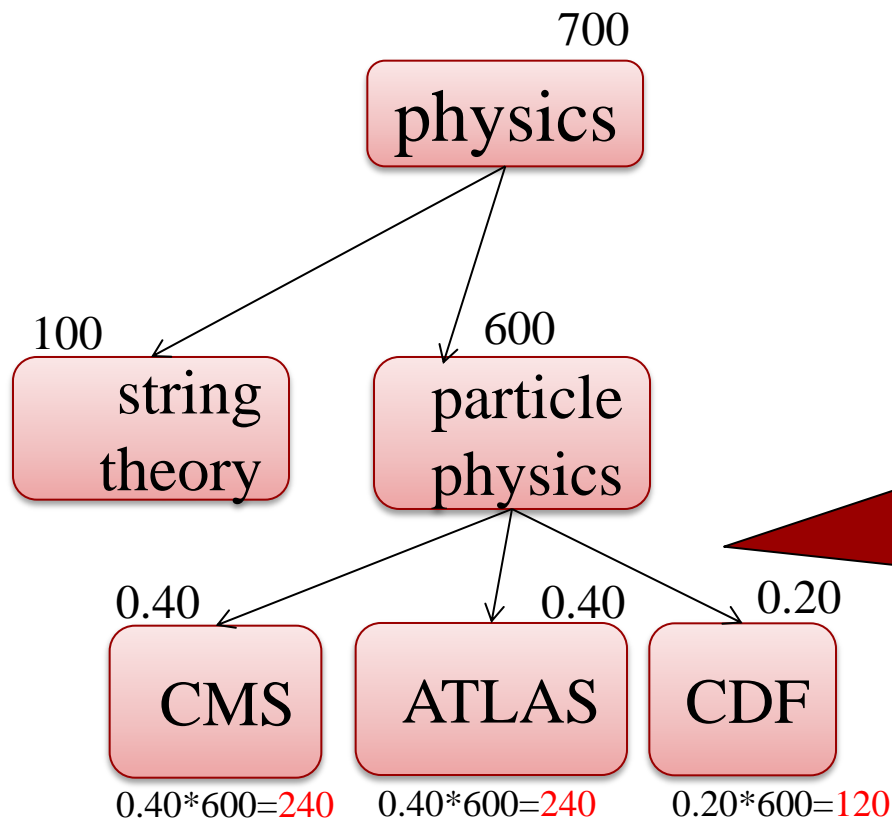 700
physics
100
600
string
theory
particle
physics
0.40
0.40
0.20
CMS
ATLAS
CDF
0.40*600=240
0.40*600=240
0.20*600=120